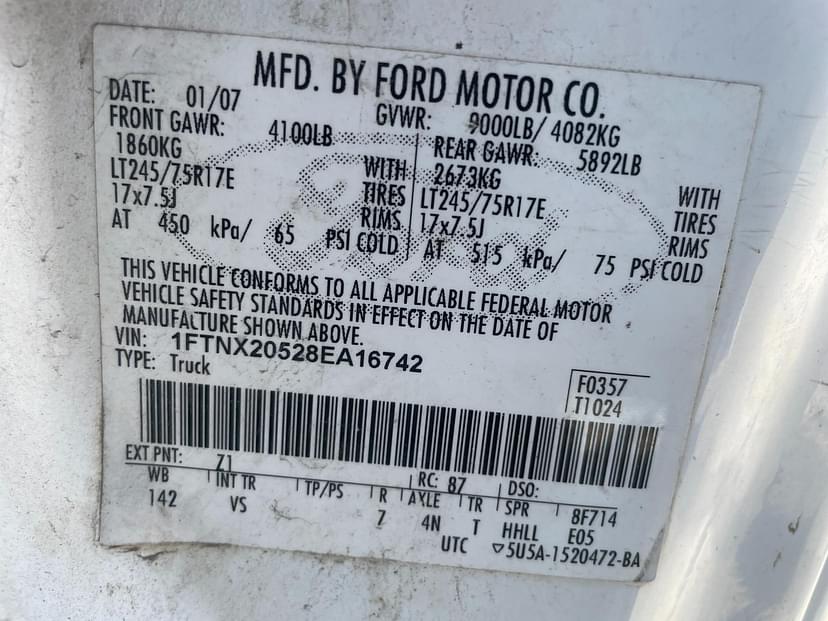 MFD. BY FORD MOTOR CO.
DATE: 01/07 GVWR: 9000LB/ 4082KG
FRONT GAWR: 4100LB REAR GAWR: 5892LB
1860KG WITH 2673KG WITH
LT245/75R17E TIRES LT245/75R17E TIRES
17x7.5J RIMS 17x7.5J RIMS
AT 450 kPa/ 65 PSI COLD AT 515 kPa/ 75 PSI COLD
THIS VEHICLE CONFORMS TO ALL APPLICABLE FEDERAL MOTOR
VEHICLE SAFETY STANDARDS IN EFFECT ON THE DATE OF
MANUFACTURE SHOWN ABOVE.
VIN: 1FTNX20528EA16742
TYPE: Truck
F0357
T1024
EXT PNT: Z1 RC: 87 DSO:
WB INT TR TP/PS R AXLE TR SPR 8F714
142 VS 7 4N T HHLL E05
UTC ▽5U5A-1520472-BA